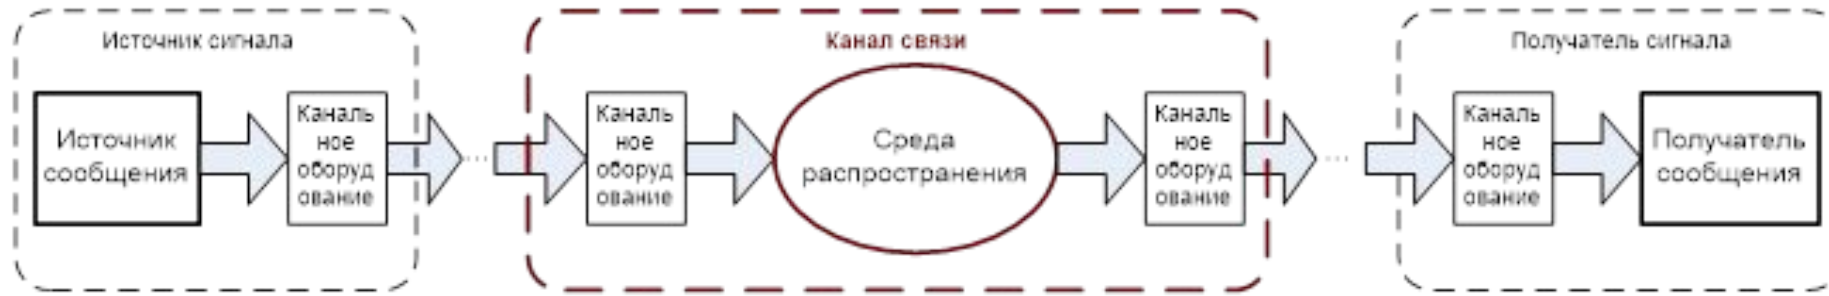 Источник сигнала
Канал связи
Получатель сигнала
Источник
сообщения
Каналь
ное
оборуд
ование
...
Каналь
ное
оборуд
ование
Среда
распространения
Каналь
ное
оборуд
ование
...
Каналь
ное
оборуд
ование
Получатель
сообщения